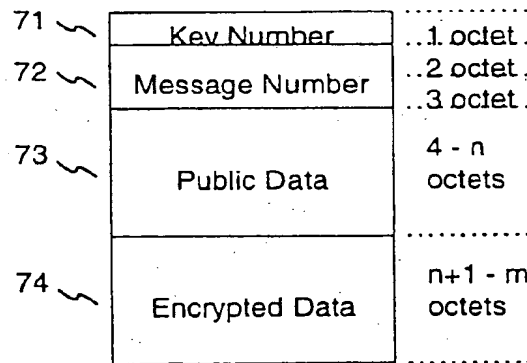 71 Key Number 1 octet
72 Message Number 2 octet
3 octet
73 Public Data 4 - n
octets
74 Encrypted Data n+1 - m
octets